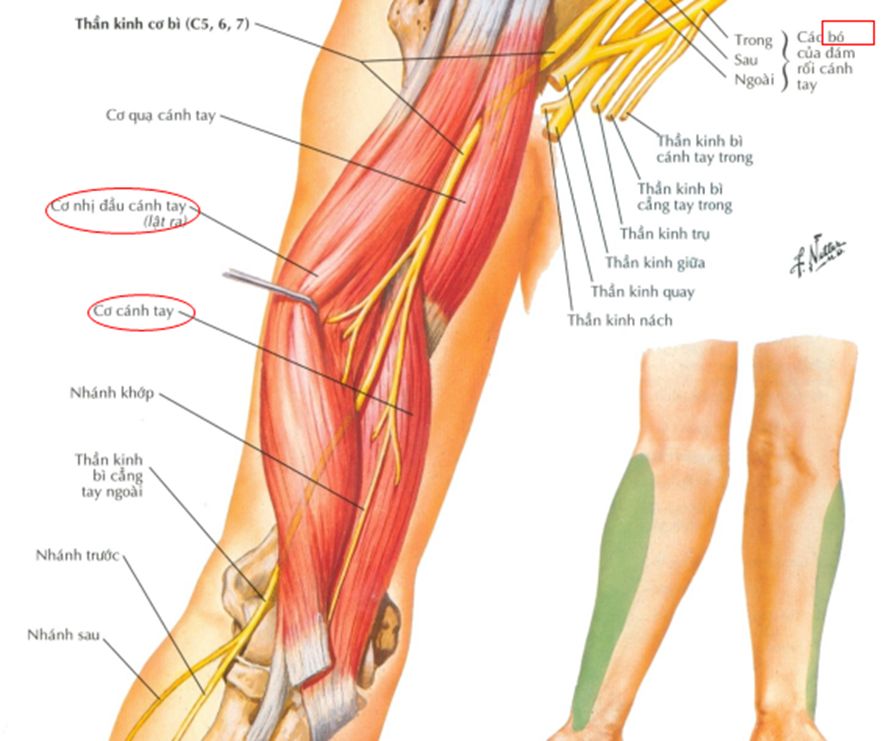 Thần kinh cơ bì (C5, 6, 7)
Trong
Sau
Ngoài
Các bó
của đám
rối cánh
tay
Cơ quạ cánh tay
Thần kinh bì
cánh tay trong
Thần kinh bì
cẳng tay trong
Cơ nhị đầu cánh tay
(lật ra)
Thần kinh trụ
Thần kinh giữa
Thần kinh quay
Cơ cánh tay
Thần kinh nách
Nhánh khớp
Thần kinh
bì cẳng
tay ngoài
Nhánh trước
Nhánh sau